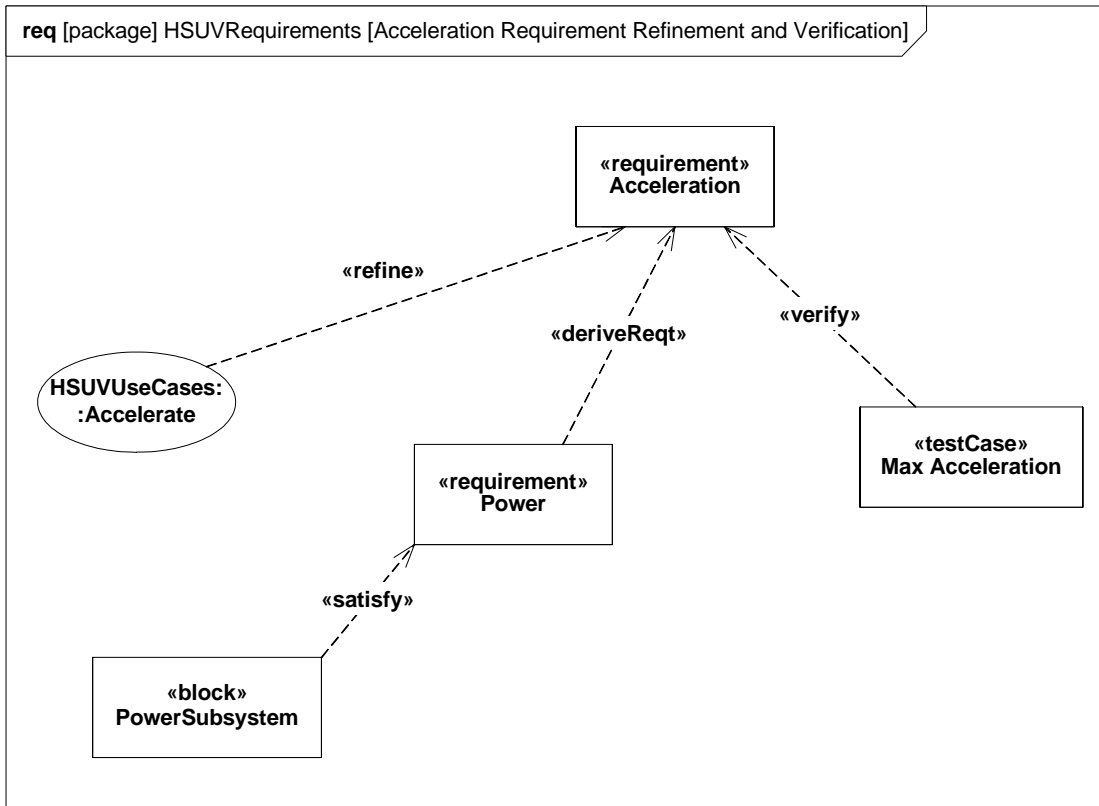 req [package] HSUVRequirements [Acceleration Requirement Refinement and Verification]
«requirement»
Acceleration
«refine»
«deriveReqt»
«verify»
HSUVUseCases:
:Accelerate
«requirement»
Power
«testCase»
Max Acceleration
«satisfy»
«block»
PowerSubsystem